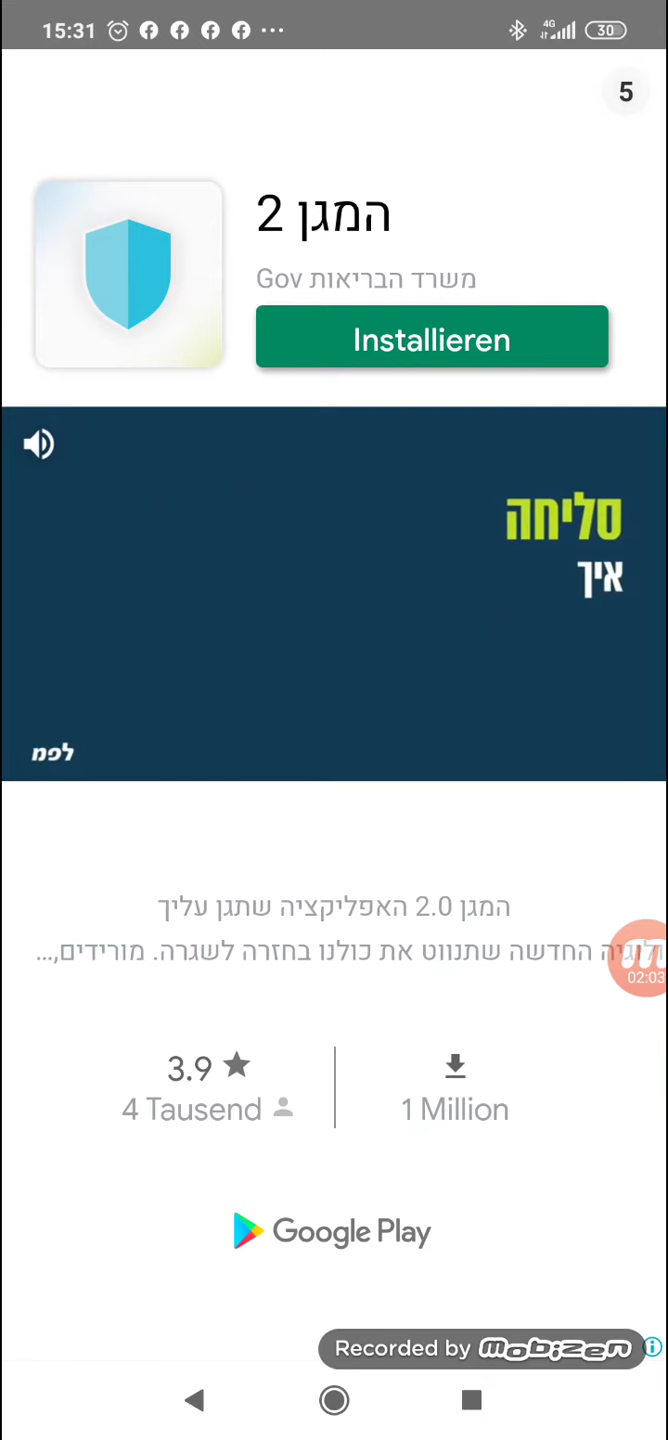 15:31
4G
30
5
המגן 2
משרד הבריאות Gov
Installieren
סליחה
איך
לפמ
המגן 2.0 האפליקציה שתגן עליך
החדשה שתנווט את כולנו בחזרה לשגרה. מורידים,...
02:03
3.9
4 Tausend
1 Million
Google Play
Recorded by mobizen